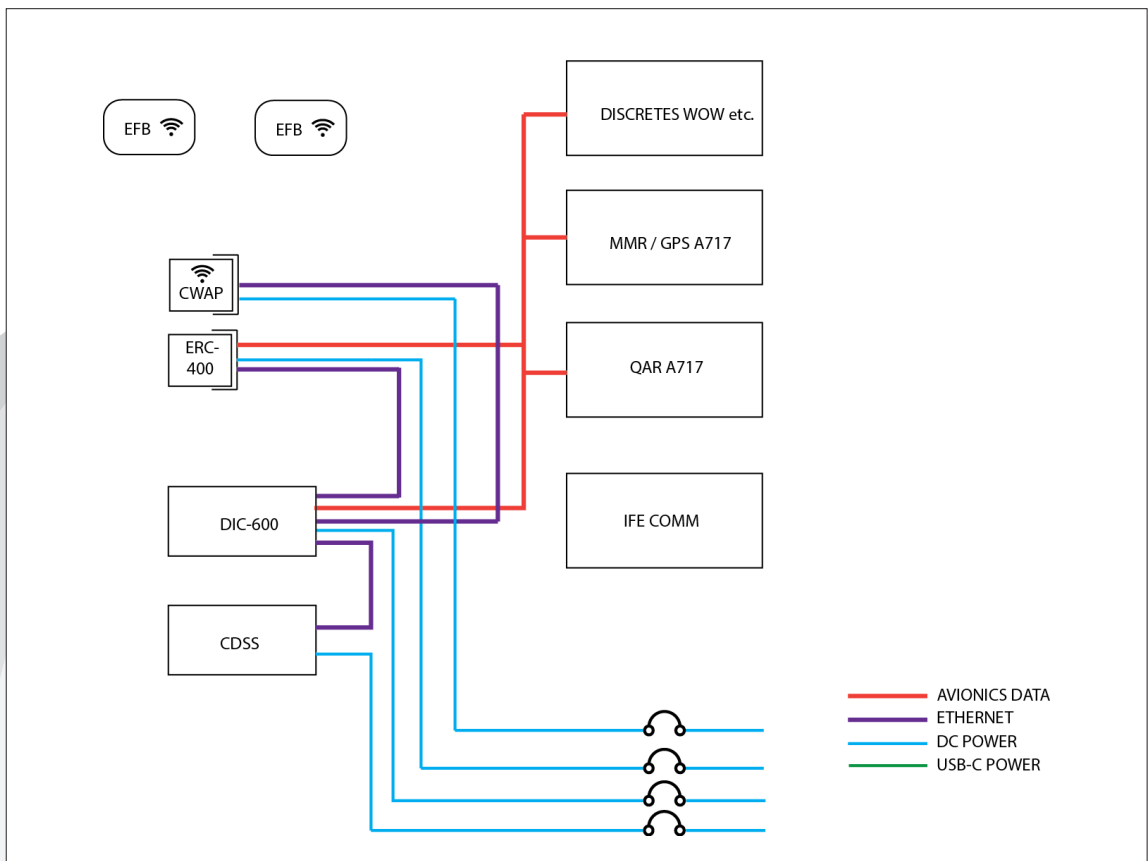 EFB
EFB
DISCRETES WOW etc.
MMR / GPS A717
CWAP
ERC-
400
QAR A717
DIC-600
IFE COMM
CDSS
AVIONICS DATA
ETHERNET
DC POWER
USB-C POWER